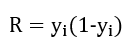 R = yᵢ(1-yᵢ)